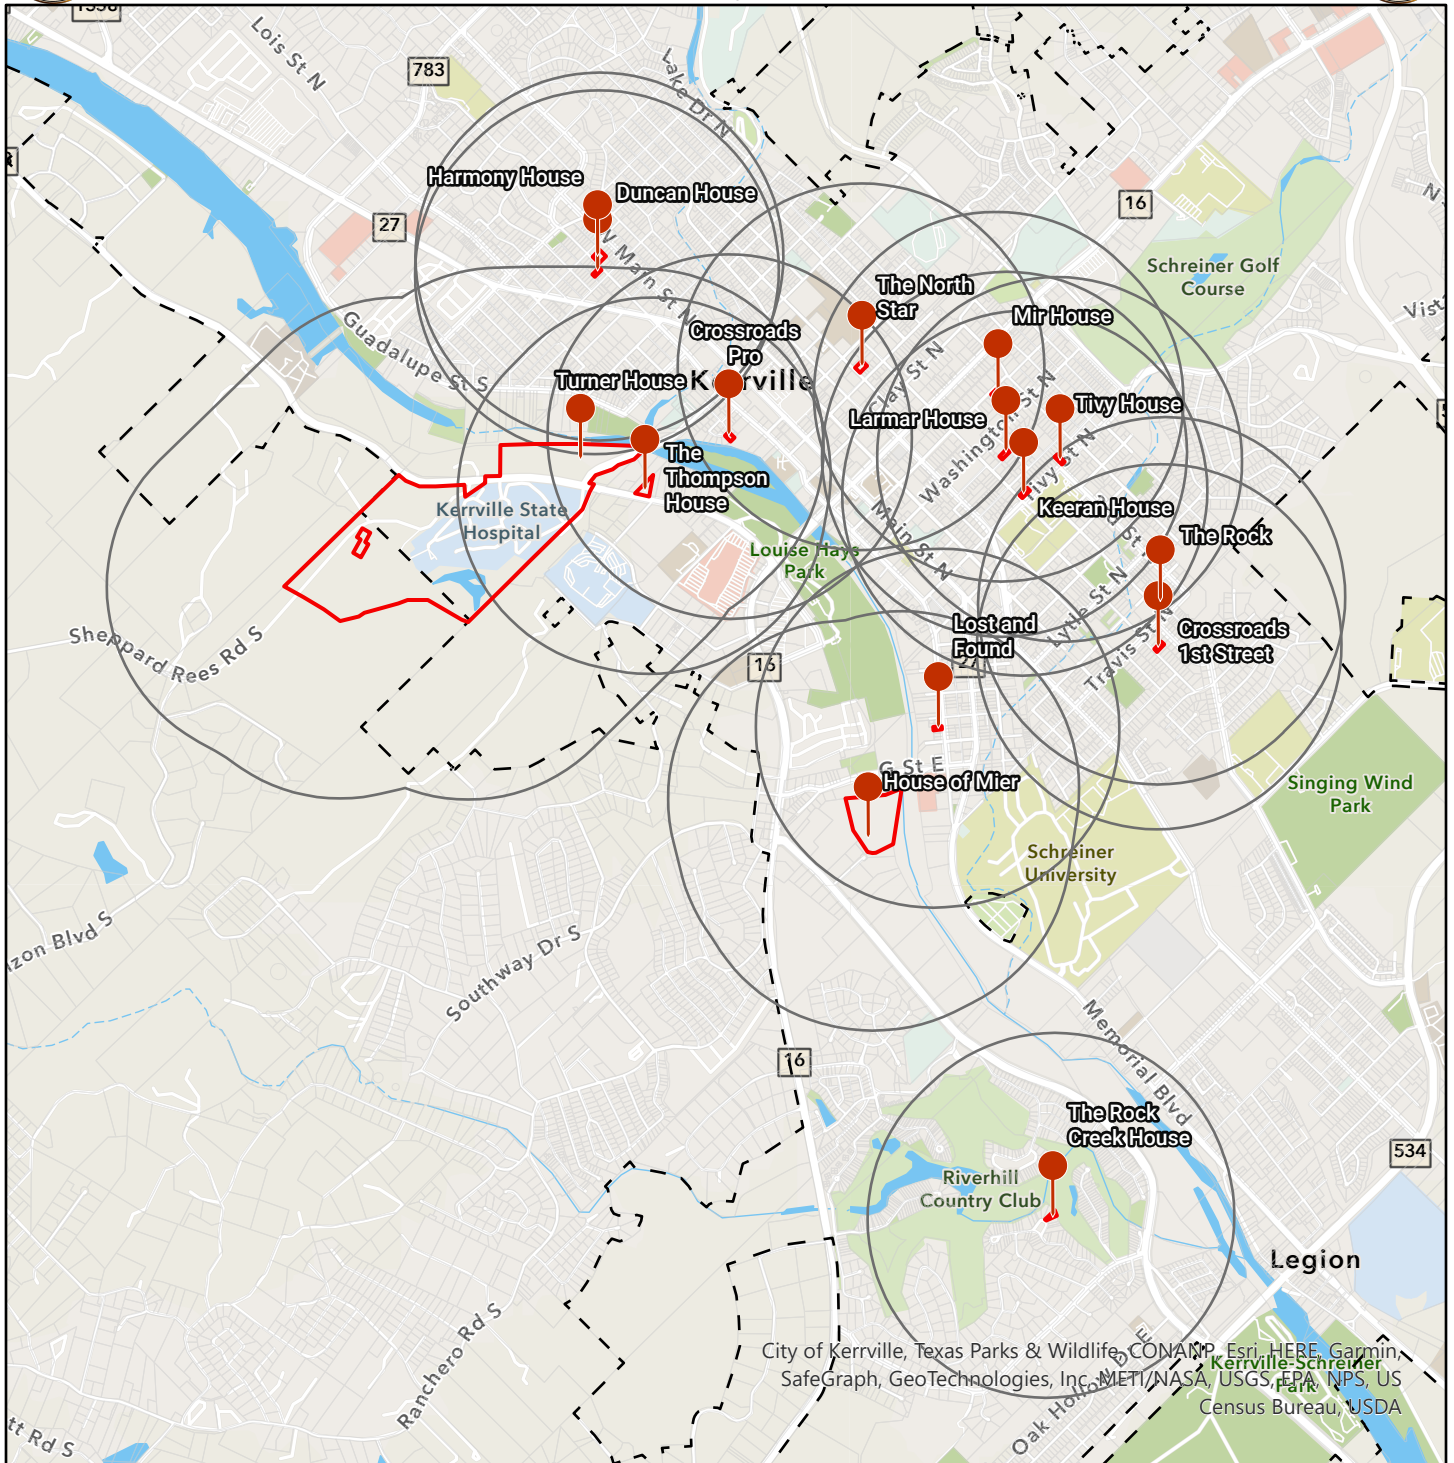 1338
Lois St N
783
Lake Dr N
Harmony House
Duncan House
27
16
W Main St N
Schreiner Golf
Course
The North
Star
Mir House
Guadalupe St S
Crossroads
Pro
Turner House
Kerrville
Clay St N
Washington St N
Larmar House
Tivy House
Tivy St N
The
Thompson
House
Kerrville State
Hospital
Keeran House
Main St N
The Rock
Louise Hays
Park
Lytle St N
Travis St N
Crossroads
1st Street
Lost and
Found
Sheppard Rees Rd S
16
27
G St E
House of Mier
Singing Wind
Park
Schreiner
University
izon Blvd S
Southway Dr S
Memorial Blvd
16
The Rock
Creek House
534
Riverhill
Country Club
Legion
Ranchero Rd S
Oak Hollow Dr E
City of Kerrville, Texas Parks & Wildlife, CONANP, Esri, HERE, Garmin,
SafeGraph, GeoTechnologies, Inc, METI/NASA, USGS, EPA, NPS, US
Census Bureau, USDA
Kerrville-Schreiner
Park
tt Rd S